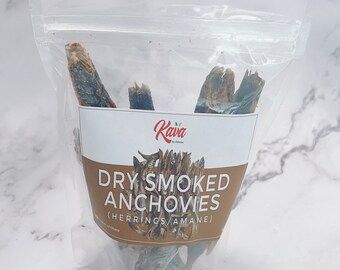 Kava
DRY SMOKED
ANCHOVIES
(HERRINGS/AMANE)